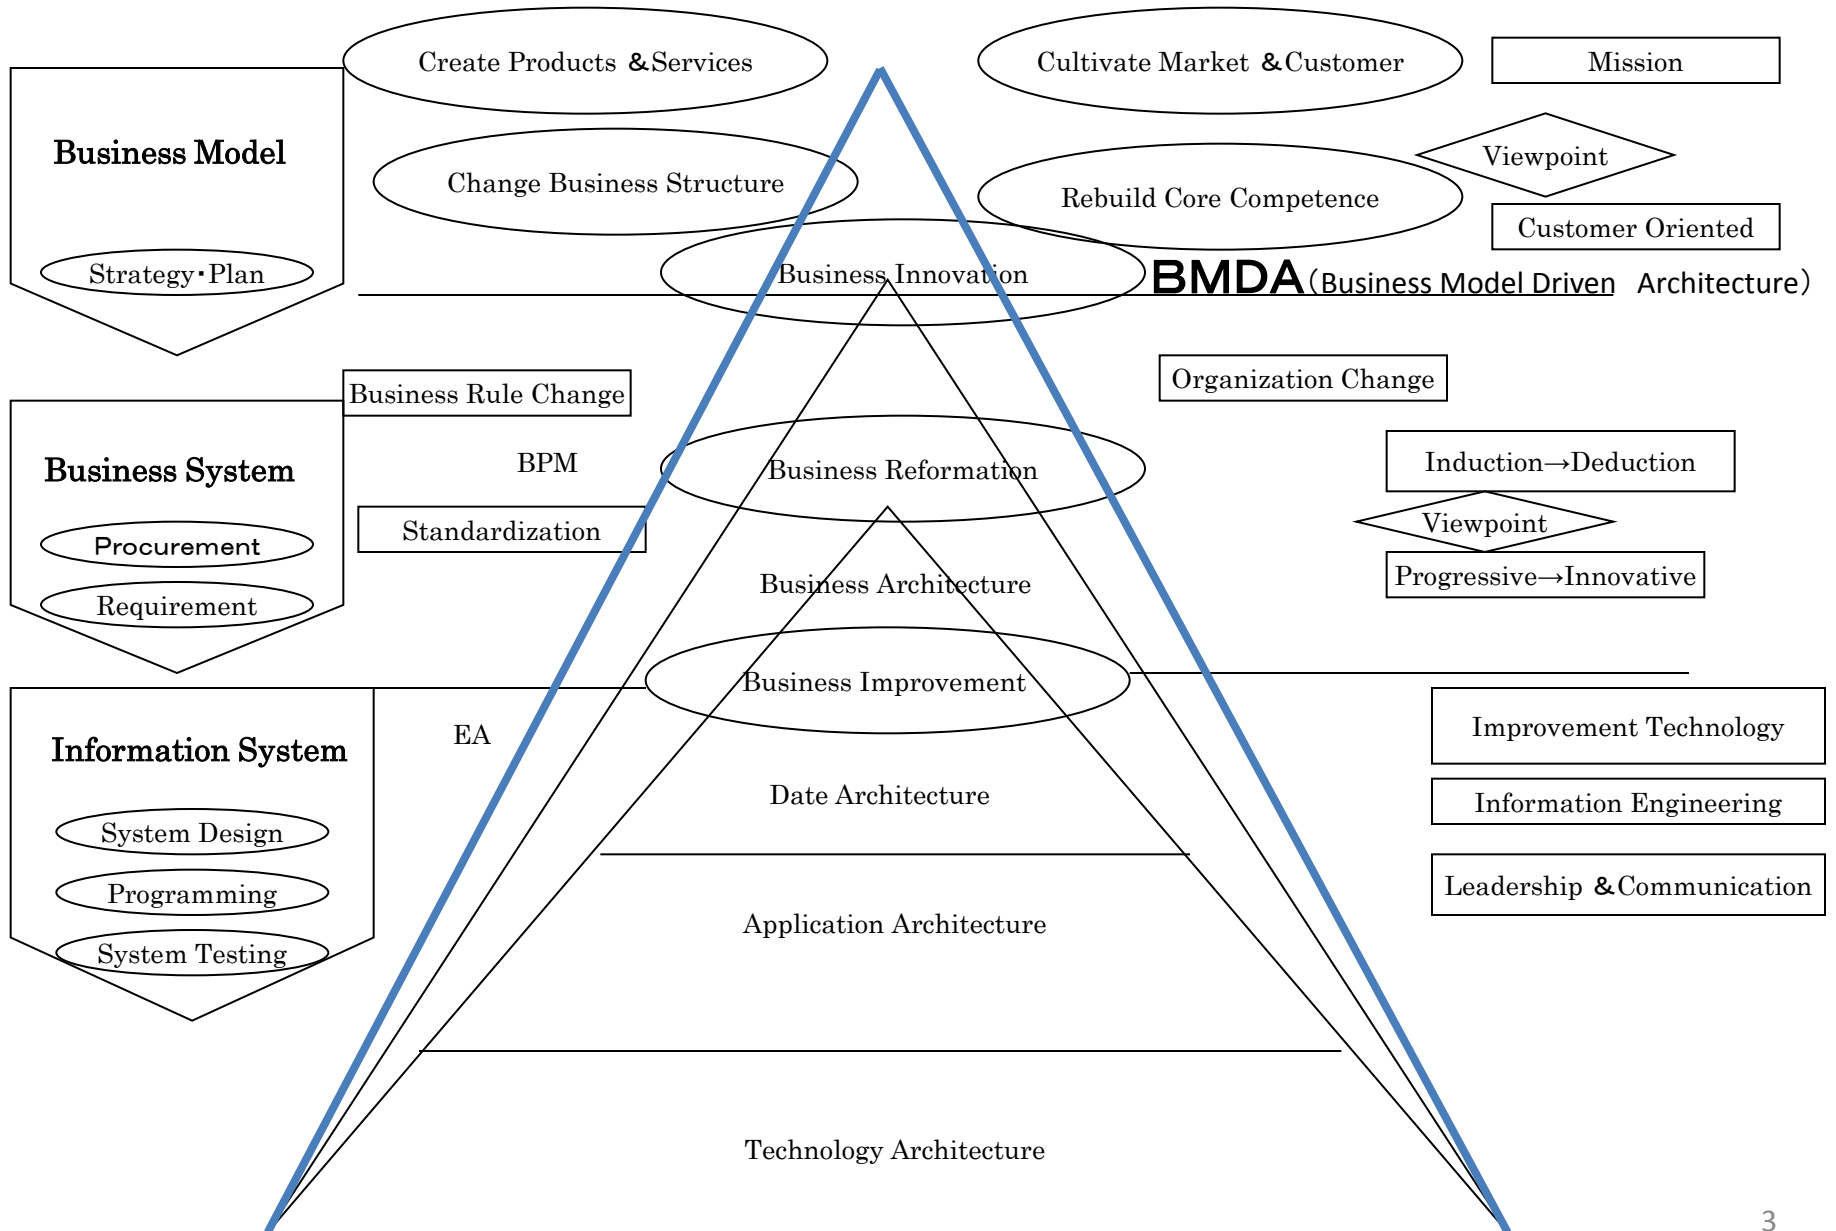 Create Products ＆Services
Cultivate Market ＆Customer
Mission
Business Model
Viewpoint
Change Business Structure
Rebuild Core Competence
Customer Oriented
Strategy・Plan
Business Innovation
BMDA（Business Model Driven　Architecture）
Business Rule Change
Organization Change
Business System
BPM
Business Reformation
Induction→Deduction
Standardization
Viewpoint
Procurement
Business Architecture
Progressive→Innovative
Requirement
Business Improvement
Information System
EA
Improvement Technology
Date Architecture
Information Engineering
System Design
Programming
Leadership ＆Communication
Application Architecture
System Testing
Technology Architecture
3